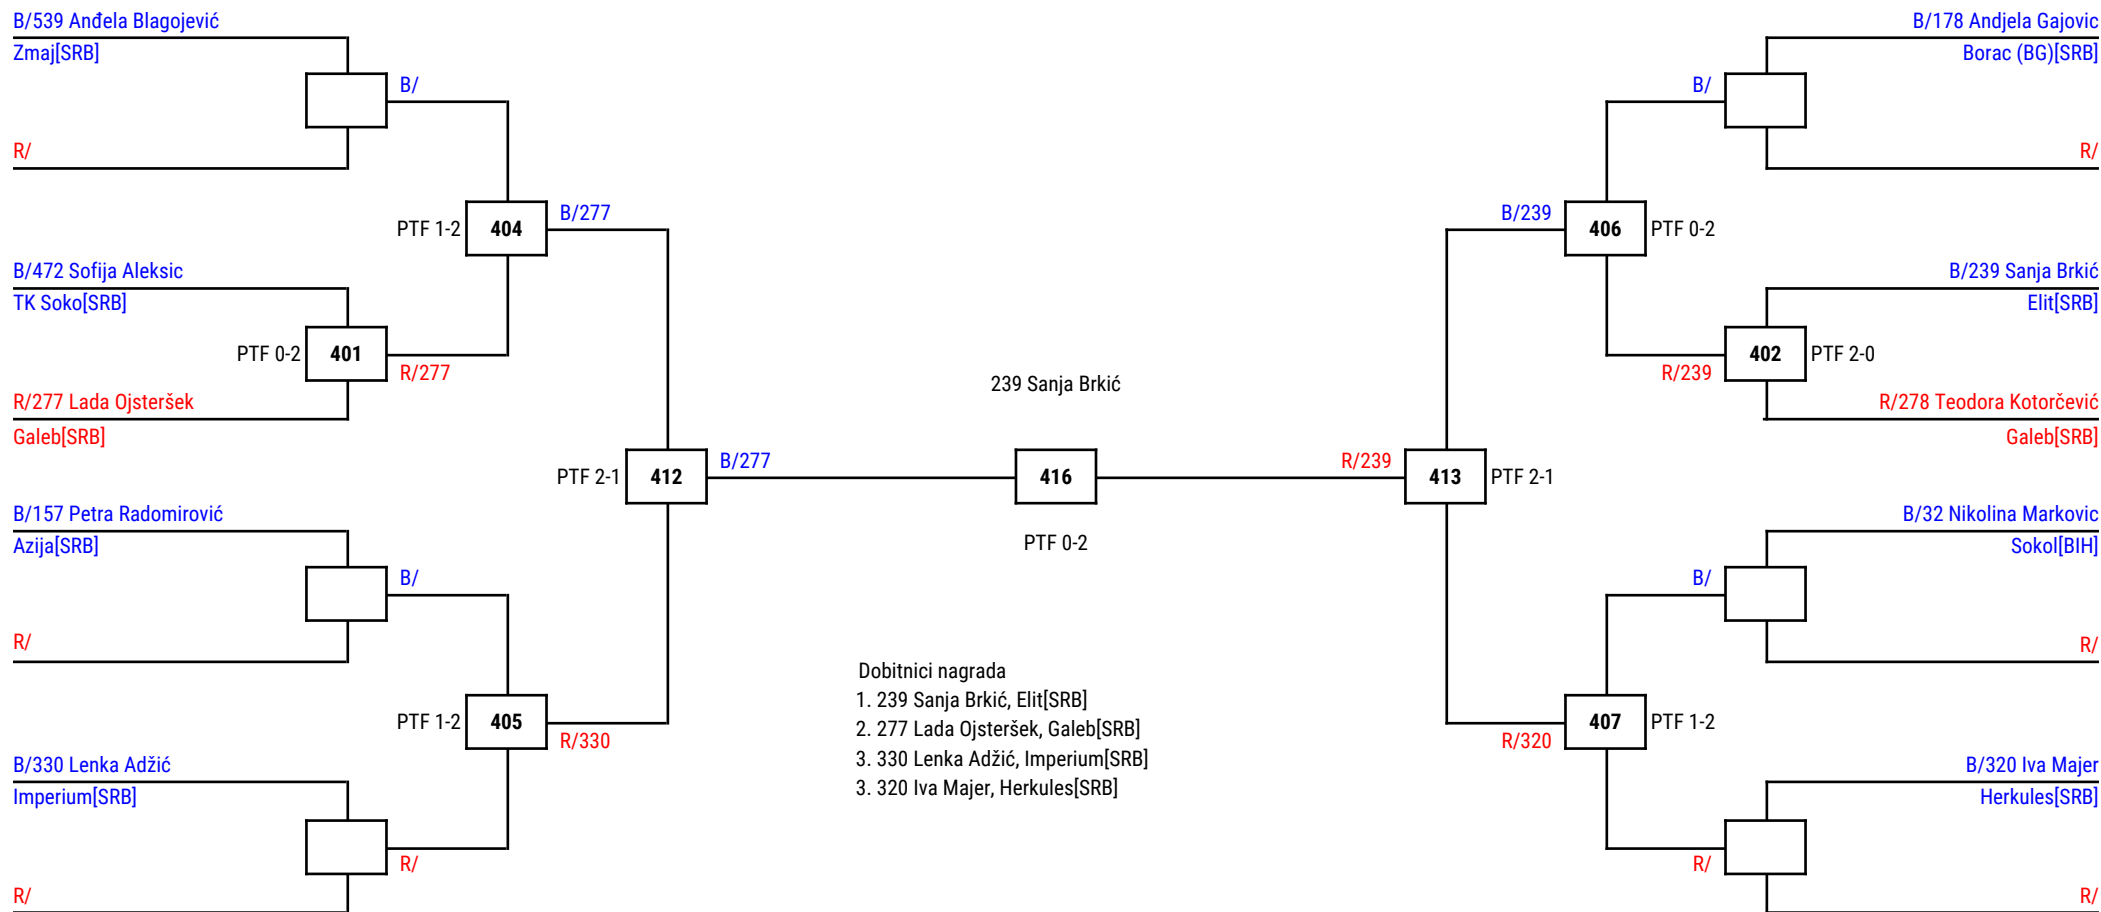 B/539 Anđela Blagojević
Zmaj[SRB]
B/
R/
PTF 1-2
404
B/277
B/472 Sofija Aleksic
TK Soko[SRB]
PTF 0-2
401
R/277
R/277 Lada Ojsteršek
Galeb[SRB]
PTF 2-1
412
B/277
B/157 Petra Radomirović
Azija[SRB]
B/
R/
PTF 1-2
405
R/330
B/330 Lenka Adžić
Imperium[SRB]
R/
R/
239 Sanja Brkić
416
PTF 0-2
Dobitnici nagrada
1. 239 Sanja Brkić, Elit[SRB]
2. 277 Lada Ojsteršek, Galeb[SRB]
3. 330 Lenka Adžić, Imperium[SRB]
3. 320 Iva Majer, Herkules[SRB]
B/178 Andjela Gajovic
Borac (BG)[SRB]
B/
R/
B/239
406
PTF 0-2
B/239 Sanja Brkić
Elit[SRB]
402
PTF 2-0
R/239
R/278 Teodora Kotorčević
Galeb[SRB]
R/239
413
PTF 2-1
B/32 Nikolina Markovic
Sokol[BIH]
B/
R/
407
PTF 1-2
R/320
B/320 Iva Majer
Herkules[SRB]
R/
R/